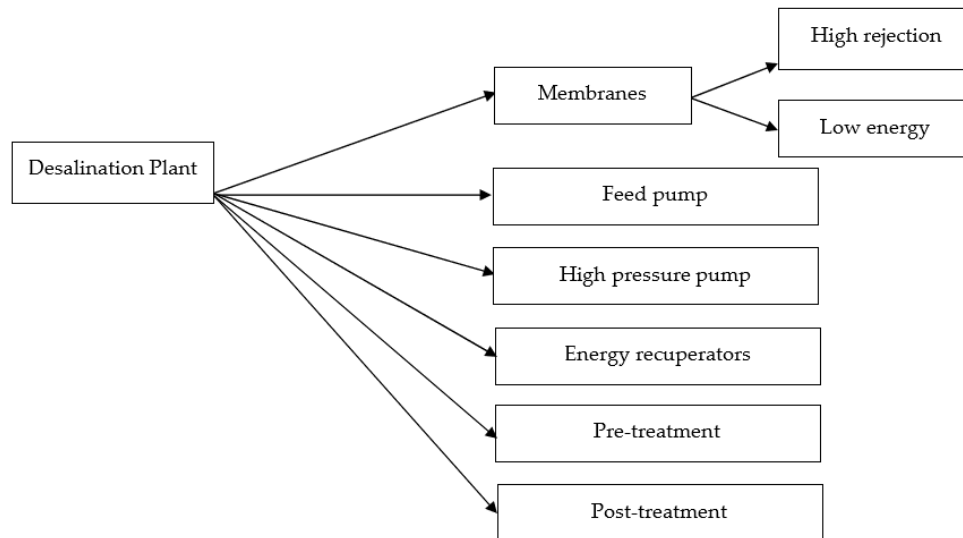 High rejection
Membranes
Low energy
Desalination Plant
Feed pump
High pressure pump
Energy recuperators
Pre-treatment
Post-treatment